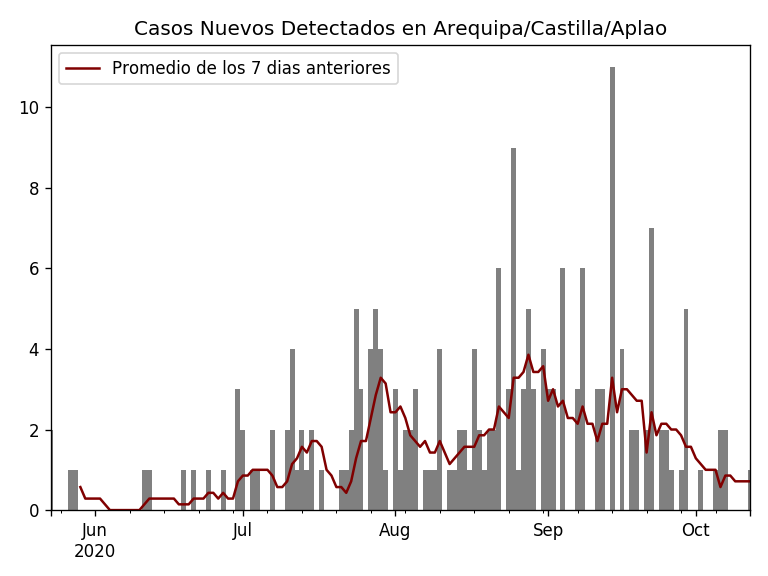 Casos Nuevos Detectados en Arequipa/Castilla/Aplao
Promedio de los 7 dias anteriores
10
8
6
4
2
0
Jun Jul Aug Sep Oct
2020